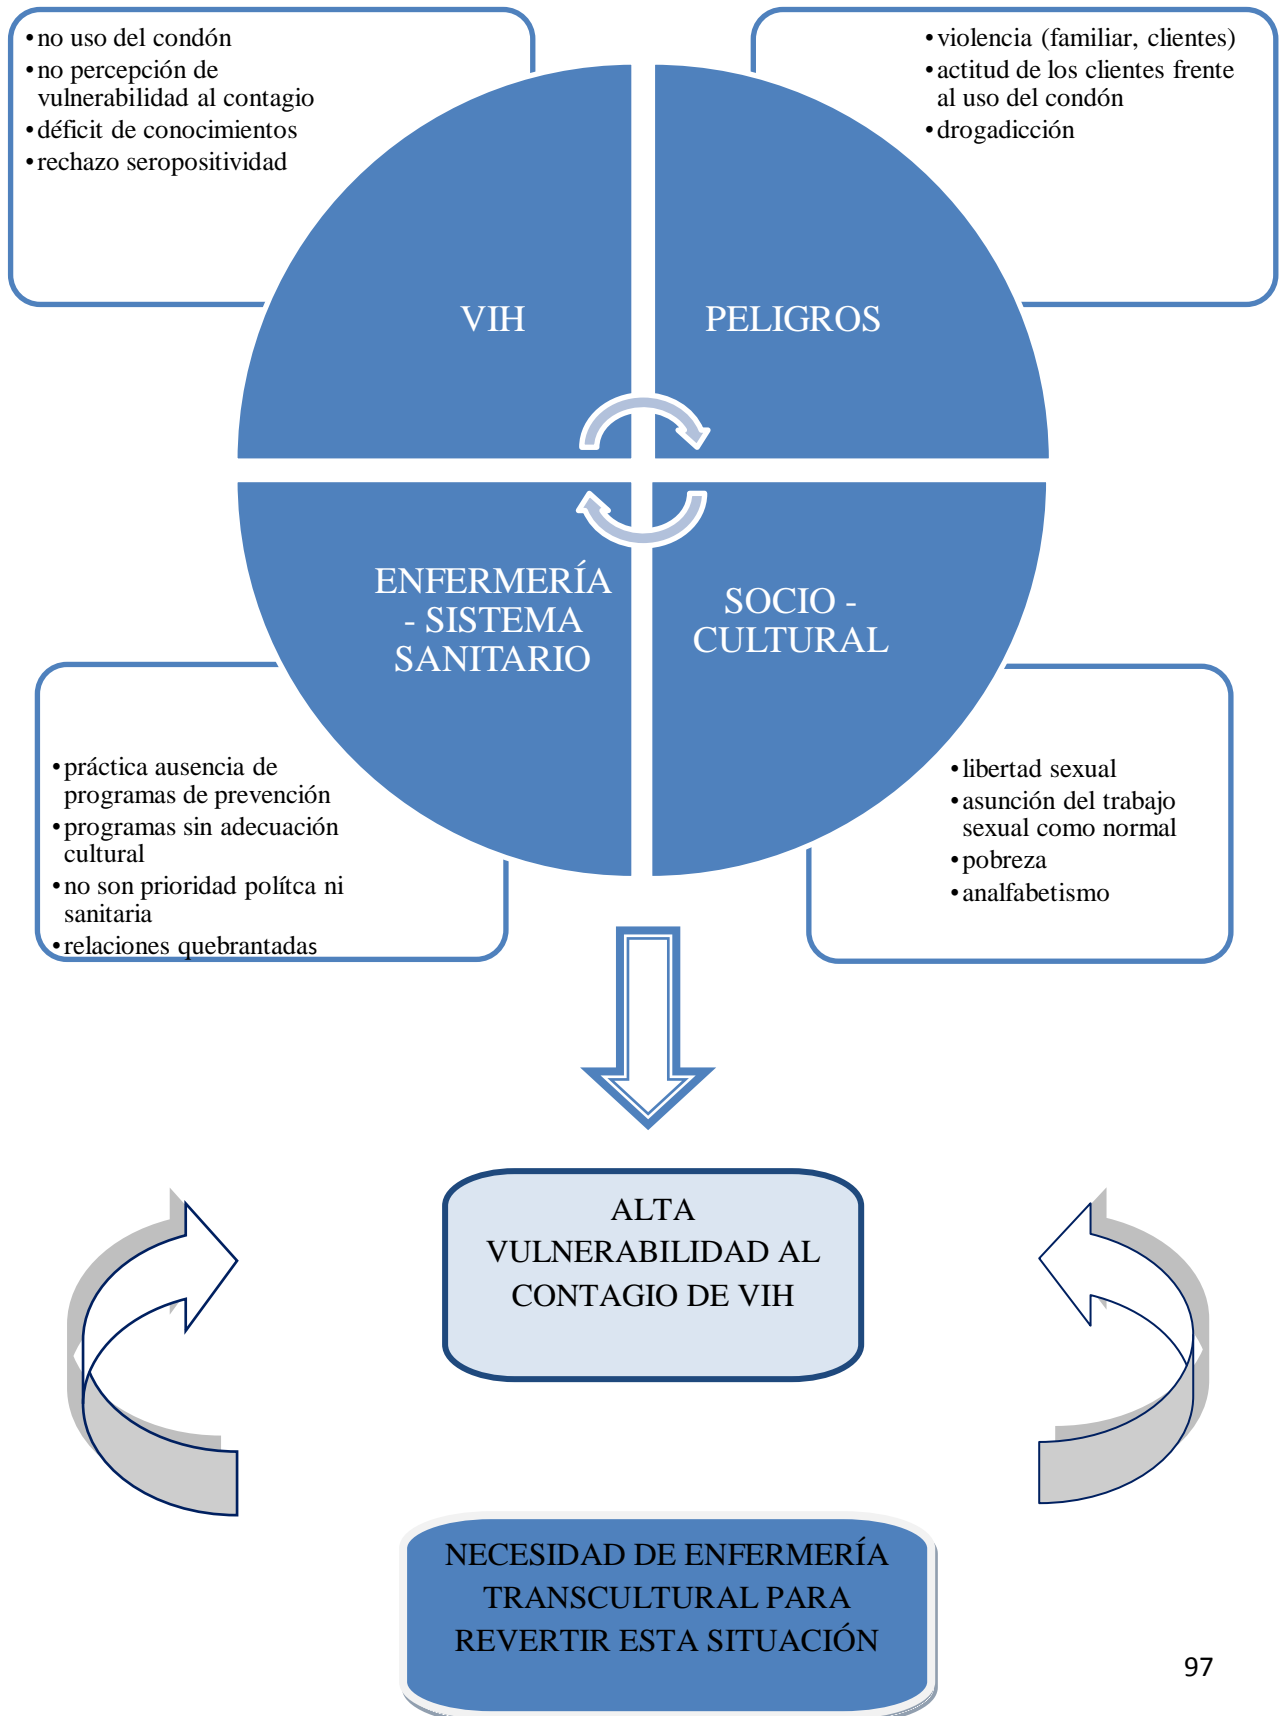 •no uso del condón
•no percepción de
vulnerabilidad al contagio
•déficit de conocimientos
•rechazo seropositividad
•violencia (familiar, clientes)
•actitud de los clientes frente
al uso del condón
•drogadicción
VIH
PELIGROS
ENFERMERÍA
- SISTEMA
SANITARIO
SOCIO -
CULTURAL
•práctica ausencia de
programas de prevención
•programas sin adecuación
cultural
•no son prioridad polítca ni
sanitaria
•relaciones quebrantadas
•libertad sexual
•asunción del trabajo
sexual como normal
•pobreza
•analfabetismo
ALTA
VULNERABILIDAD AL
CONTAGIO DE VIH
NECESIDAD DE ENFERMERÍA
TRANSCULTURAL PARA
REVERTIR ESTA SITUACIÓN
97